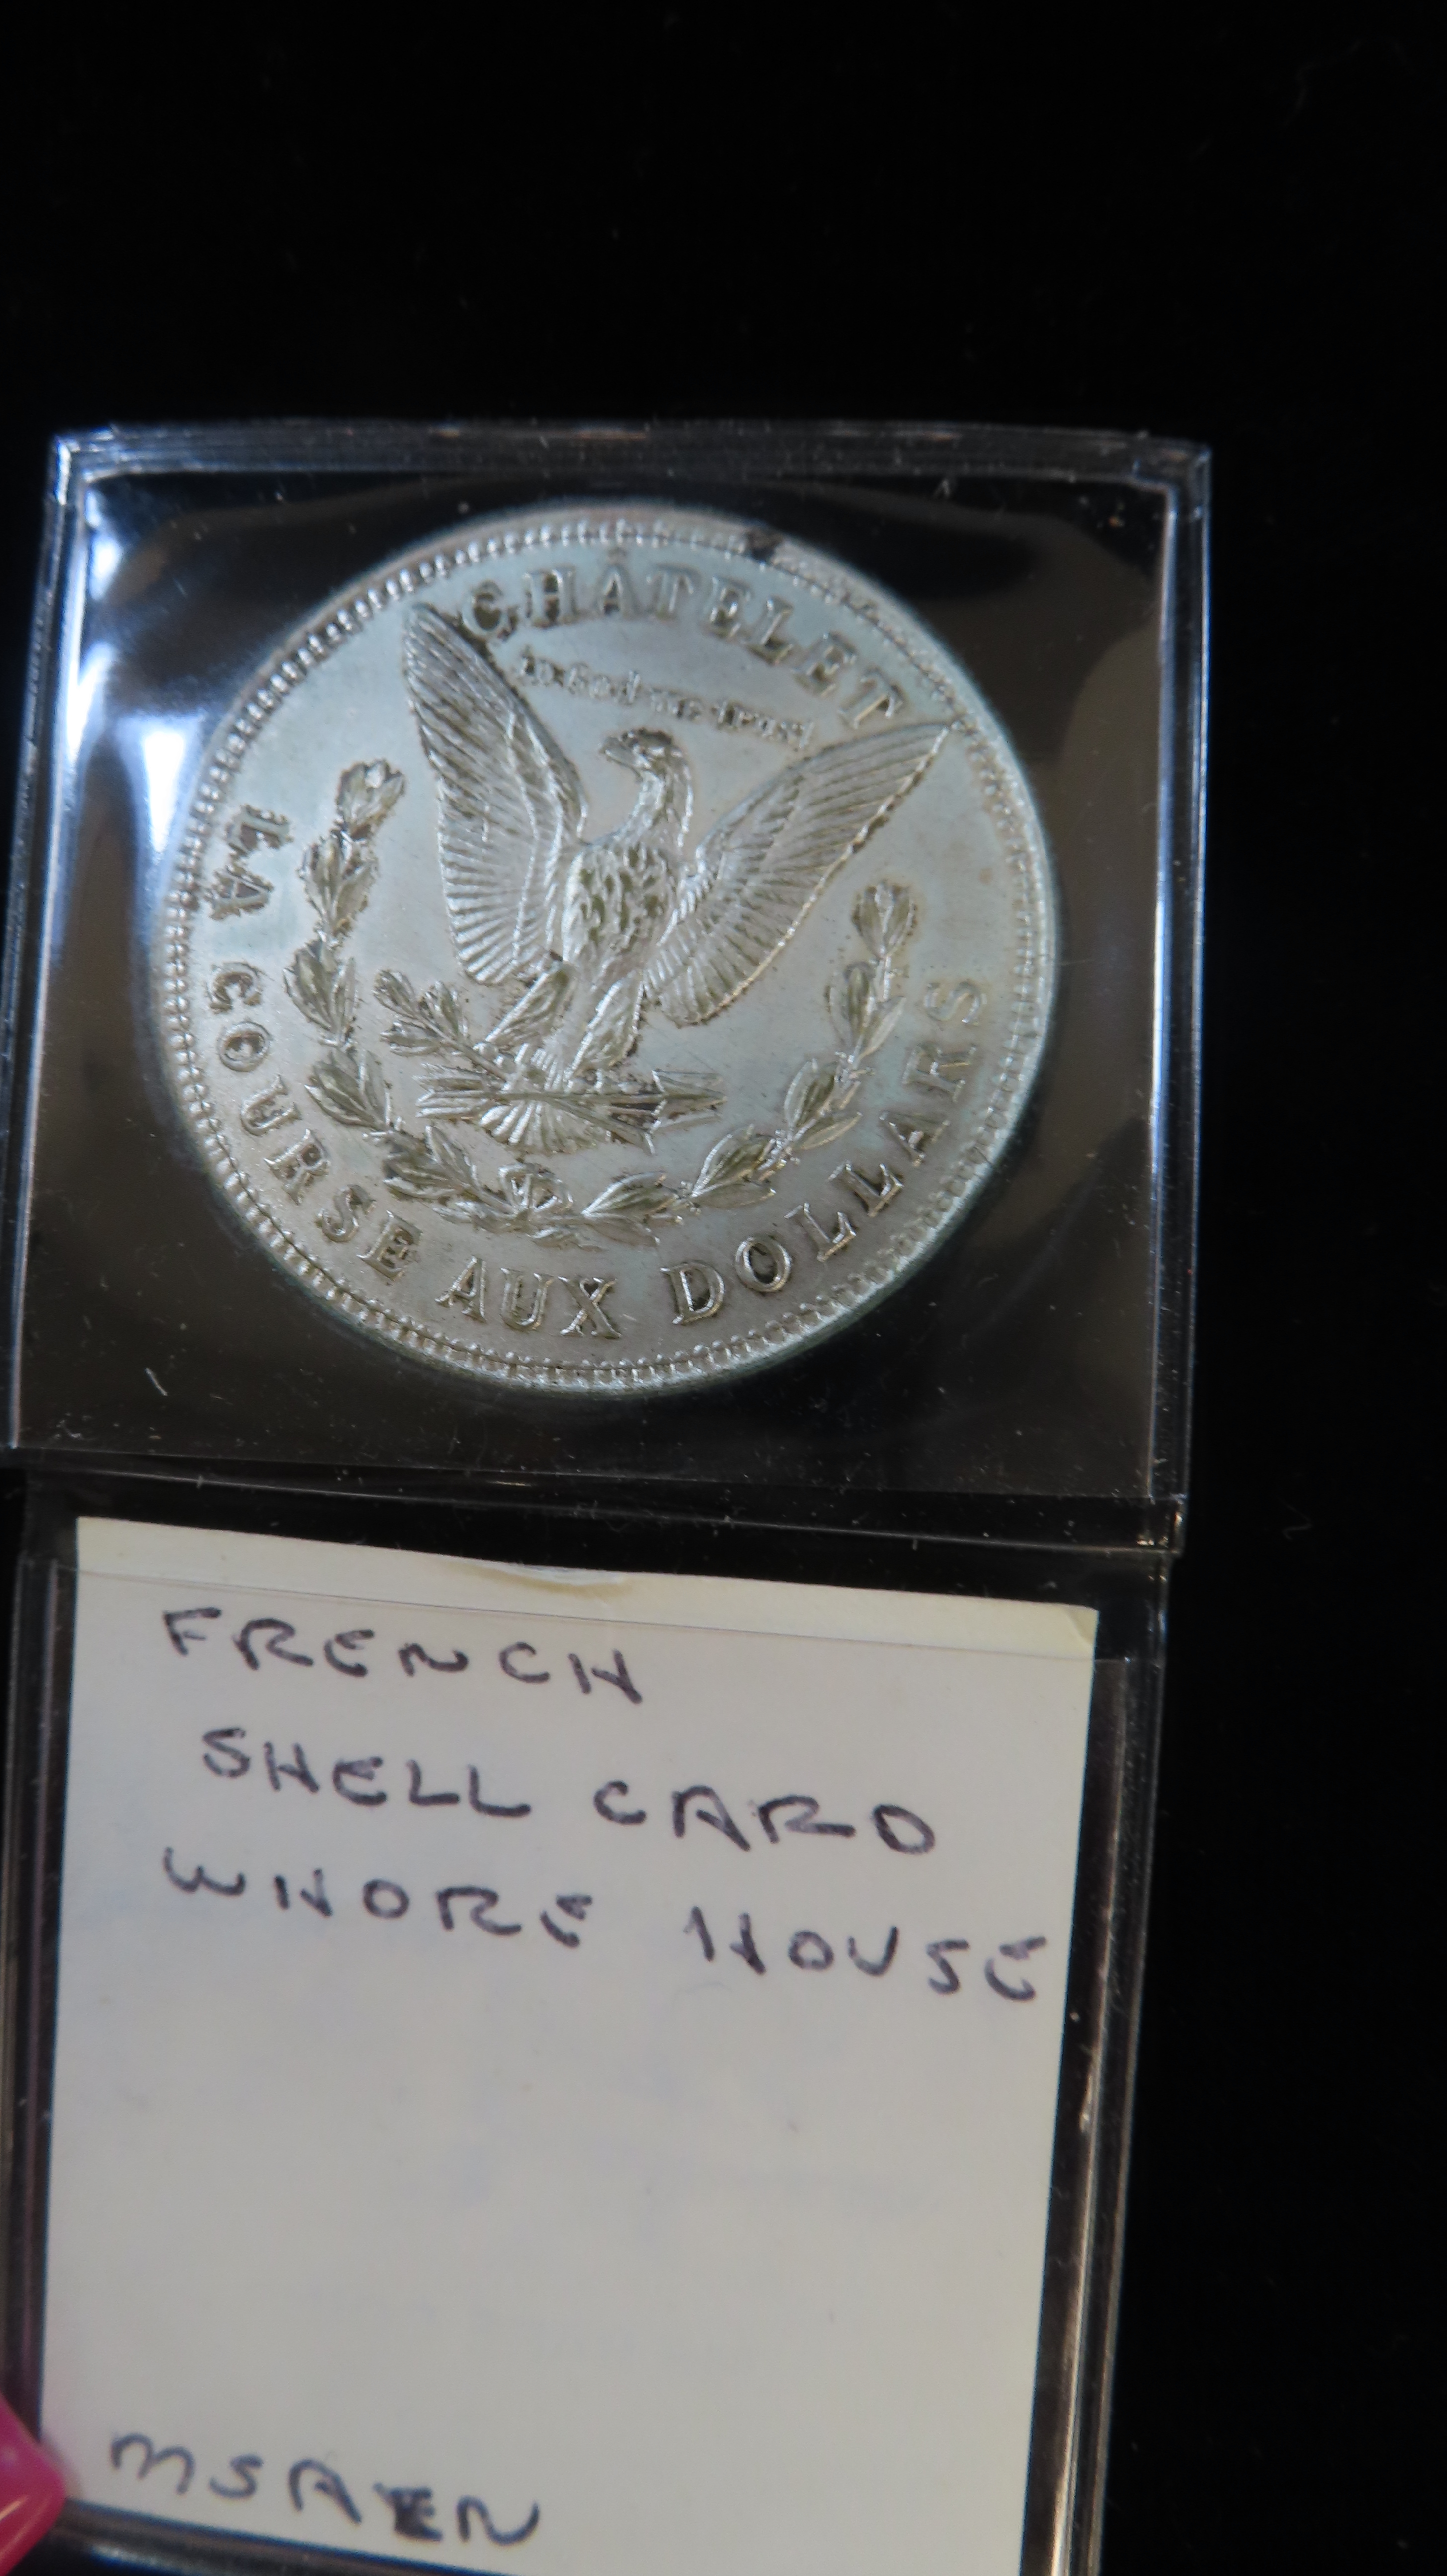 CHÂTELET
In God we trust
LA COURSE AUX DOLLARS
FRENCH
SHELL CARD
WHORE HOUSE
MSAEN